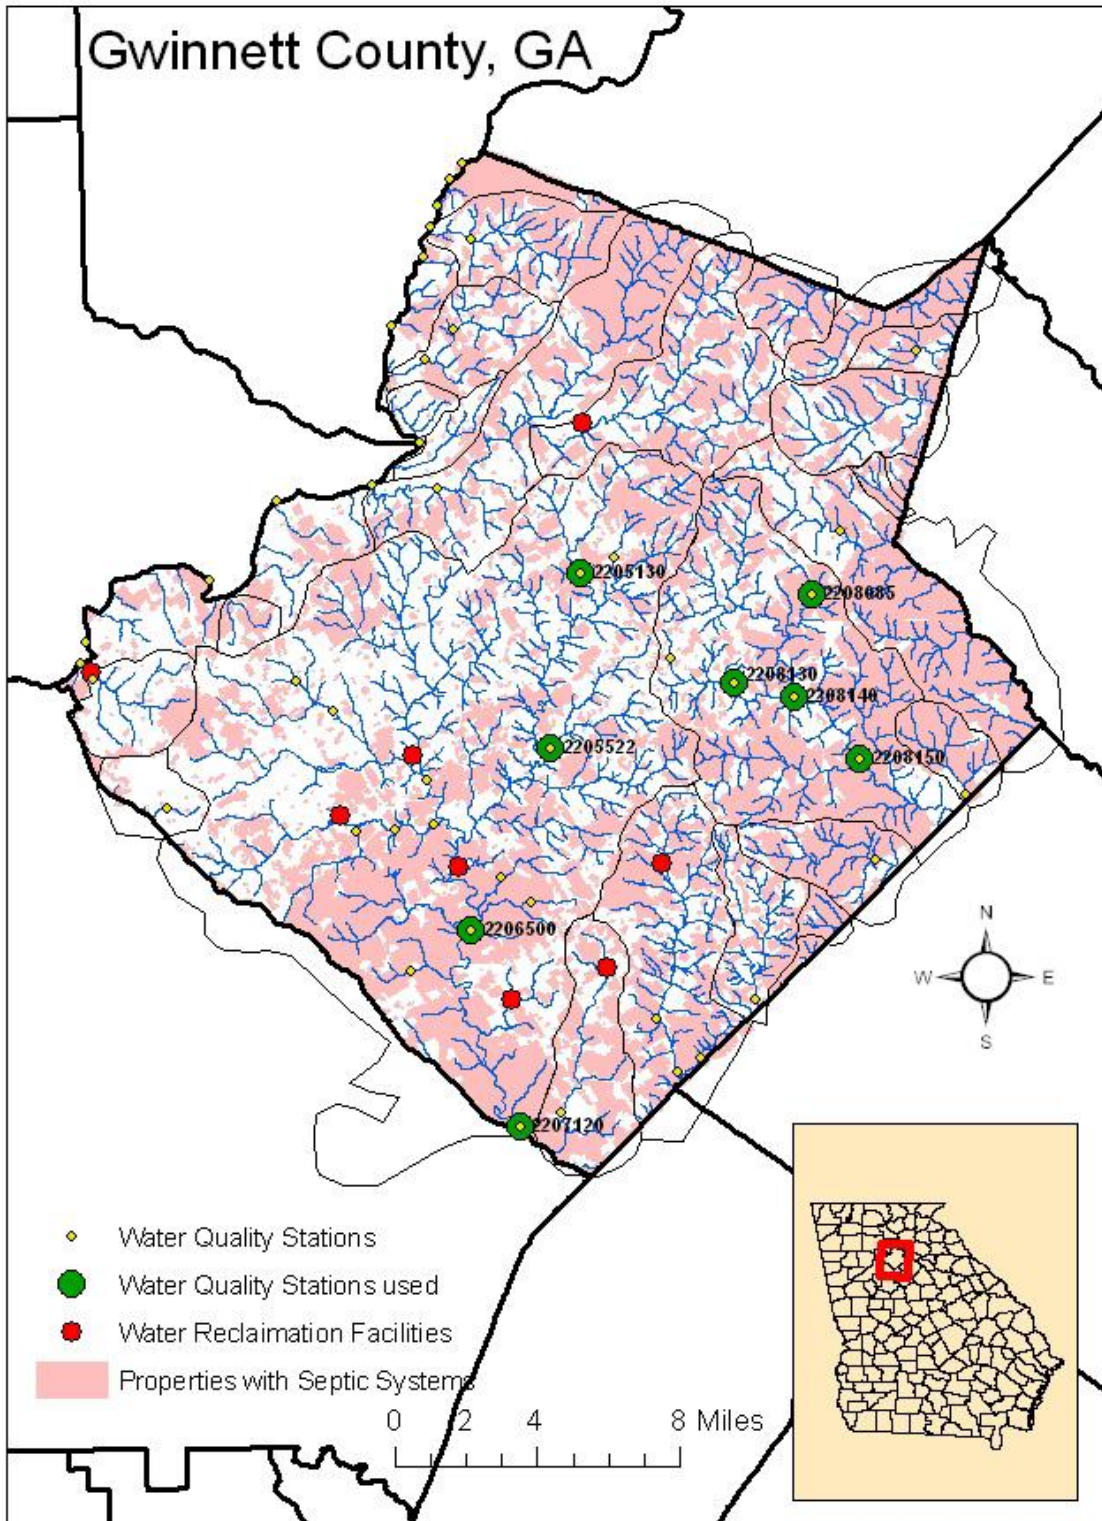 Gwinnett County, GA
2205130
2208085
2208130
2208140
2205522
2208150
2206500
N
W
E
S
2207120
Water Quality Stations
Water Quality Stations used
Water Reclaimation Facilities
Properties with Septic Systems
0 2 4 8 Miles